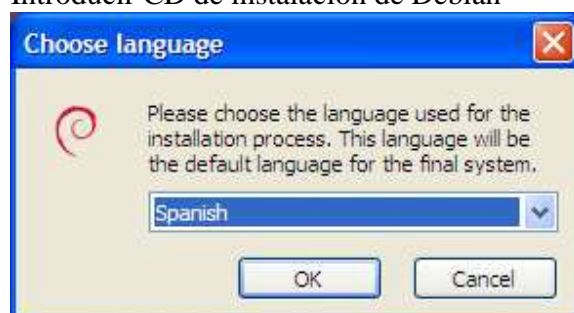 Introducir CD de instalación de Debian
Choose language
Please choose the language used for the
installation process. This language will be
the default language for the final system.
Spanish
OK
Cancel